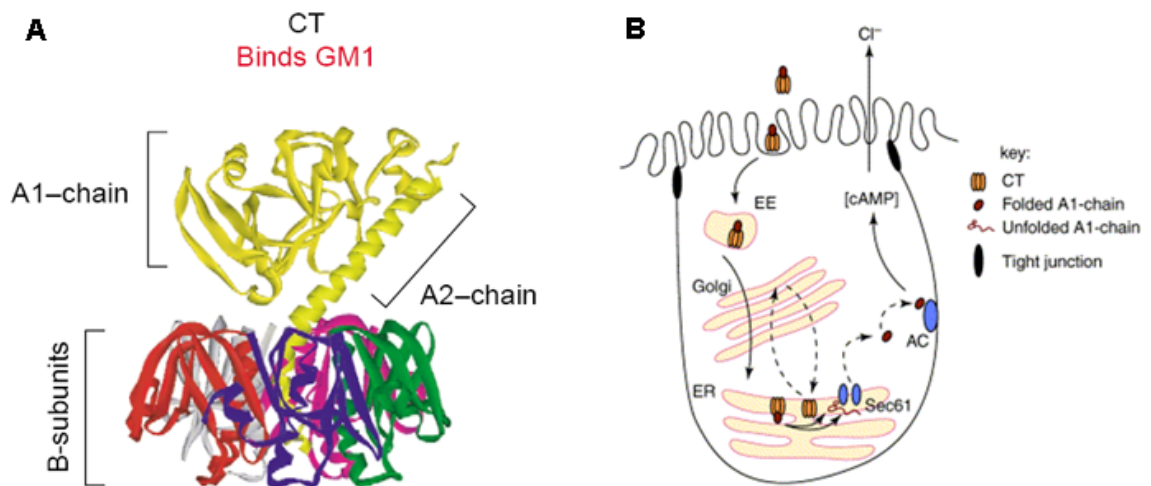 A
CT
Binds GM1
A1–chain
A2–chain
B-subunits
B
Cl–
EE
[cAMP]
Golgi
AC
ER
Sec61
key:
CT
Folded A1-chain
Unfolded A1-chain
Tight junction